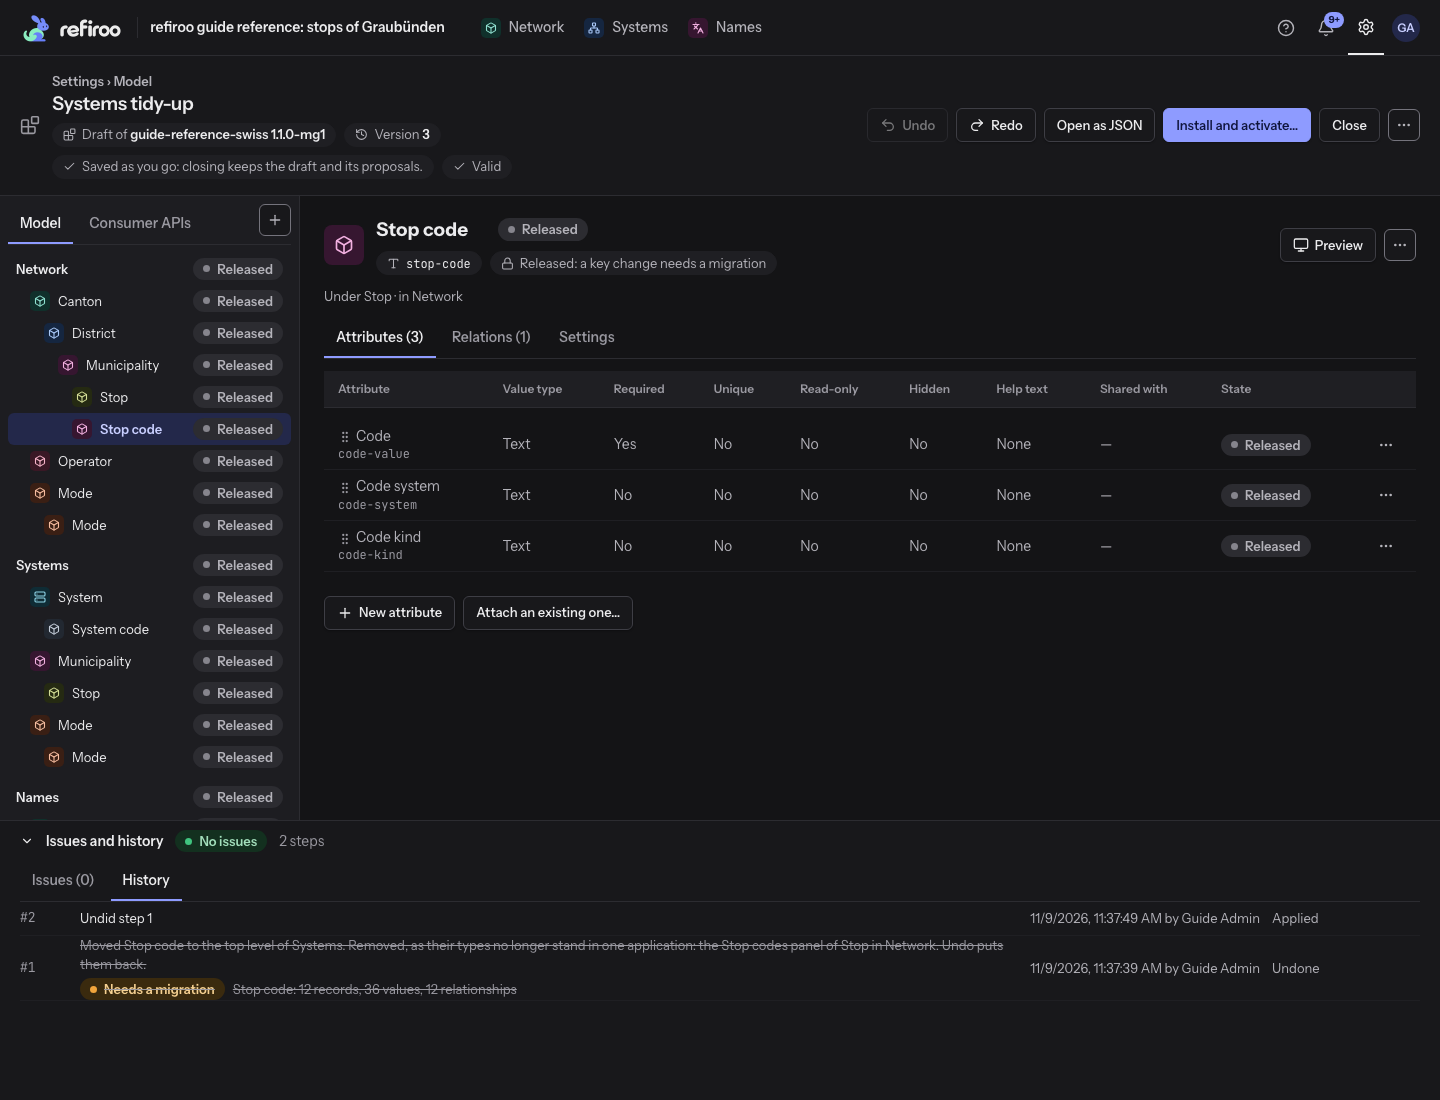 refiroo
refiroo guide reference: stops of Graubünden
Network
Systems
Names
9+
GA
Settings › Model
Systems tidy-up
Draft of guide-reference-swiss 1.1.0-mg1
Version 3
Saved as you go: closing keeps the draft and its proposals.
Valid
Undo
Redo
Open as JSON
Install and activate...
Close
Model
Consumer APIs
Network Released
Canton Released
District Released
Municipality Released
Stop Released
Stop code Released
Operator Released
Mode Released
Mode Released
Systems Released
System Released
System code Released
Municipality Released
Stop Released
Mode Released
Mode Released
Names Released
Stop code
Released
stop-code
Released: a key change needs a migration
Preview
Under Stop · in Network
Attributes (3)
Relations (1)
Settings
Attribute Value type Required Unique Read-only Hidden Help text Shared with State
Code
code-value
Text Yes No No No None — Released
Code system
code-system
Text No No No No None — Released
Code kind
code-kind
Text No No No No None — Released
New attribute
Attach an existing one...
Issues and history
No issues
2 steps
Issues (0)
History
#2 Undid step 1 11/9/2026, 11:37:49 AM by Guide Admin Applied
#1
Moved Stop code to the top level of Systems. Removed, as their types no longer stand in one application: the Stop codes panel of Stop in Network. Undo puts
them back.
11/9/2026, 11:37:39 AM by Guide Admin Undone
Needs a migration
Stop code: 12 records, 36 values, 12 relationships